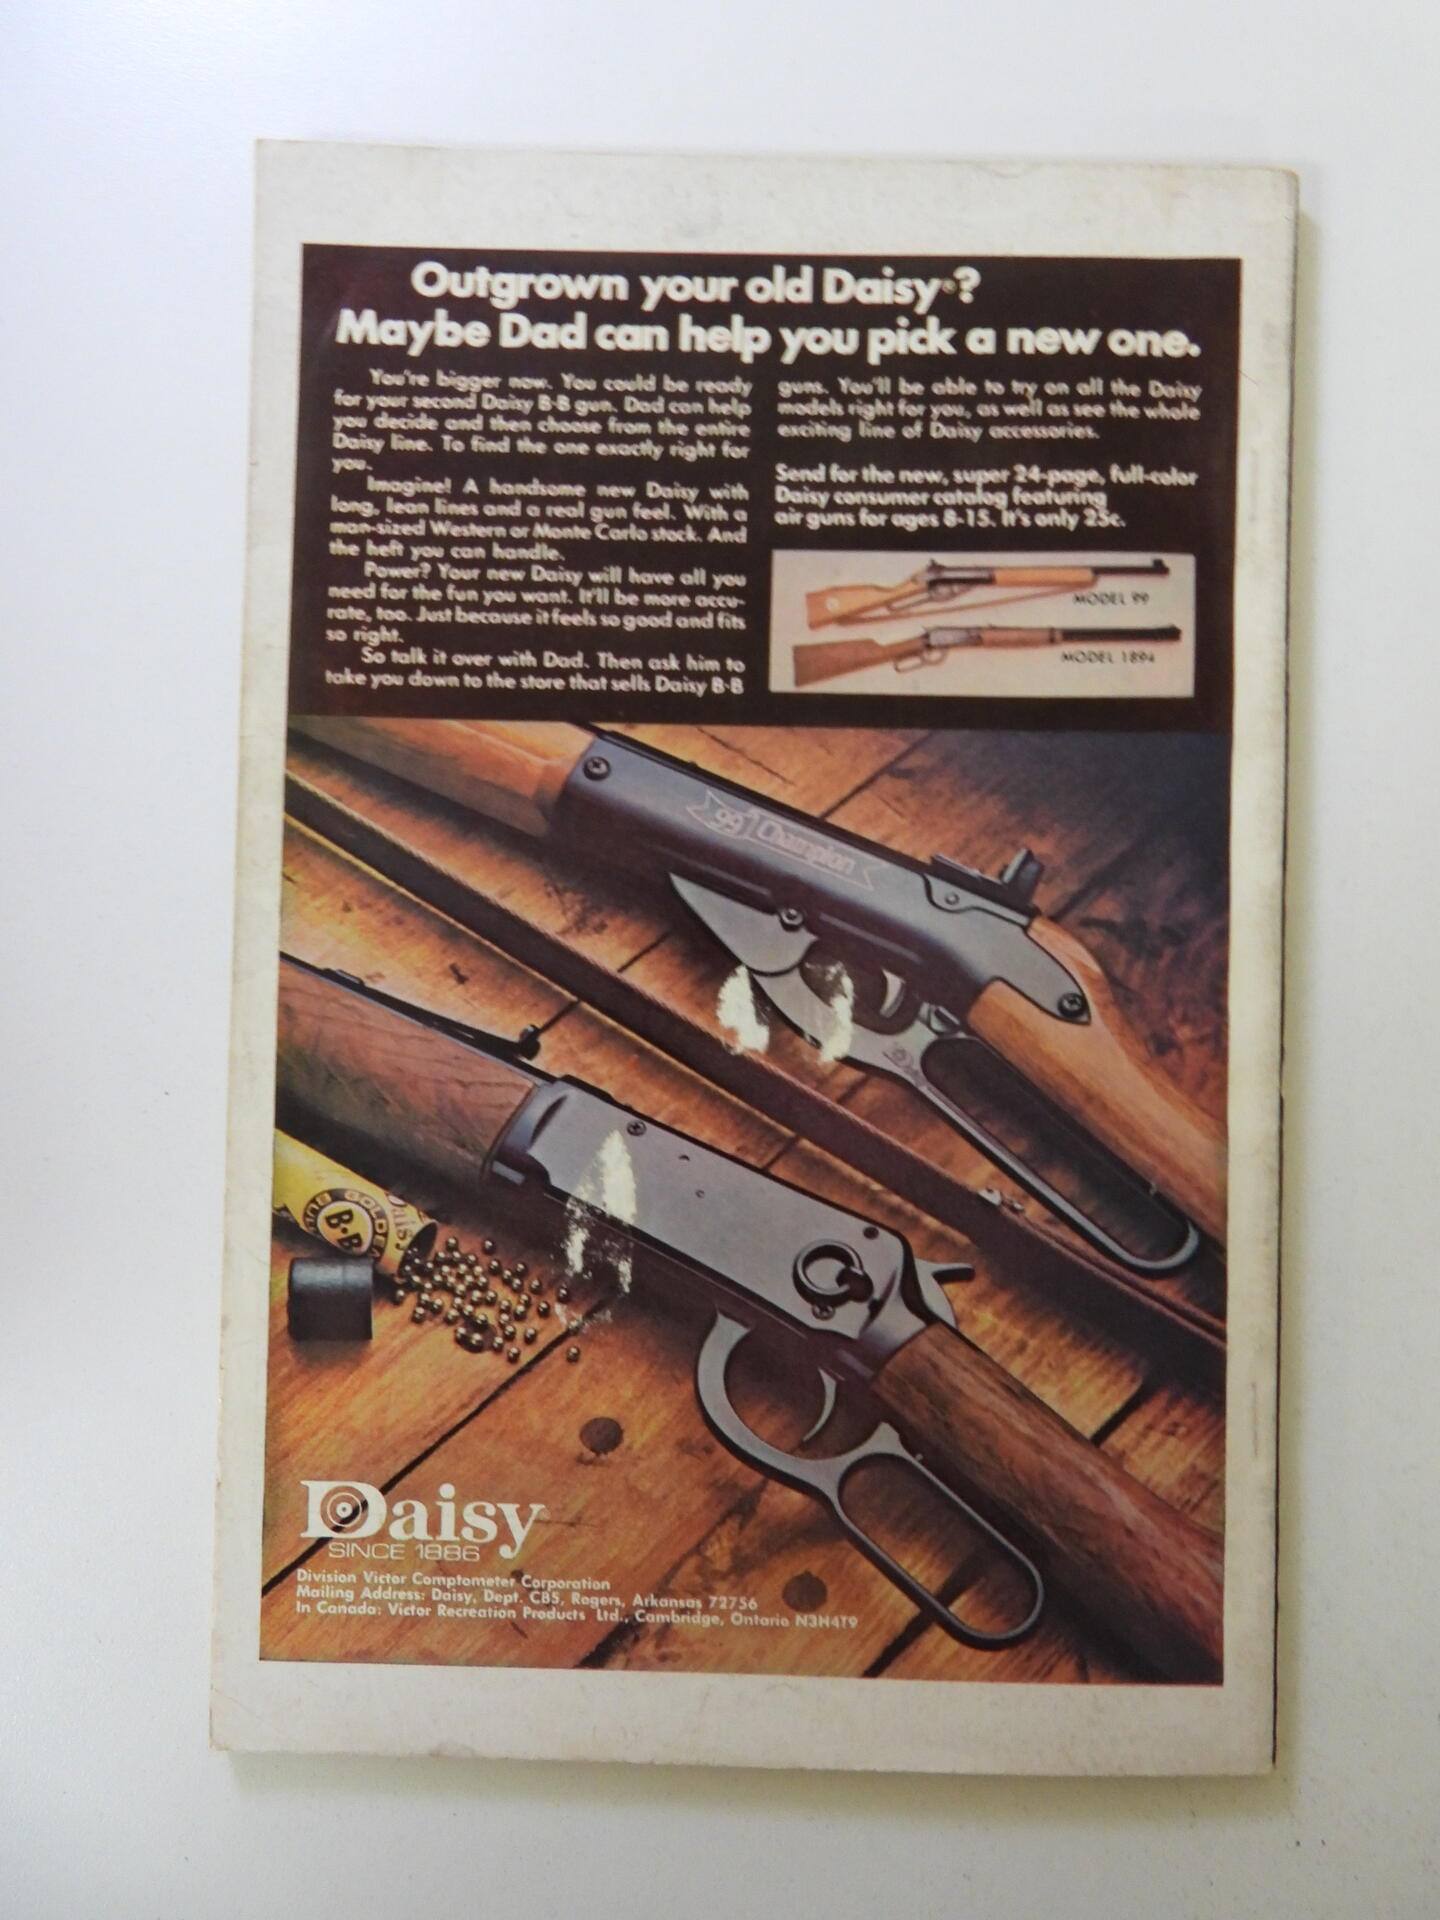 Outgrown your old Daisy®?
Maybe Dad can help you pick a new one.
You're bigger now. You could be ready
for your second Daisy B·B gun. Dad can help
you decide and then choose from the entire
Daisy line. To find the one exactly right for
you.
Imagine! A handsome new Daisy with
long, lean lines and a real gun feel. With a
man-sized Western or Monte Carlo stock. And
the heft you can handle.
Power? Your new Daisy will have all you
need for the fun you want. It'll be more accu-
rate, too. Just because it feels so good and fits
so right.
So talk it over with Dad. Then ask him to
take you down to the store that sells Daisy B·B
guns. You'll be able to try on all the Daisy
models right for you, as well as see the whole
exciting line of Daisy accessories.
Send for the new, super 24-page, full-color
Daisy consumer catalog featuring
air guns for ages 8-15. It's only 25c.
MODEL 99
MODEL 1894
99 Champion
GOLDEN
B·B
Daisy
Daisy
SINCE 1886
Division Victor Comptometer Corporation
Mailing Address: Daisy, Dept. CB5, Rogers, Arkansas 72756
In Canada: Victor Recreation Products Ltd., Cambridge, Ontario N3H4T9